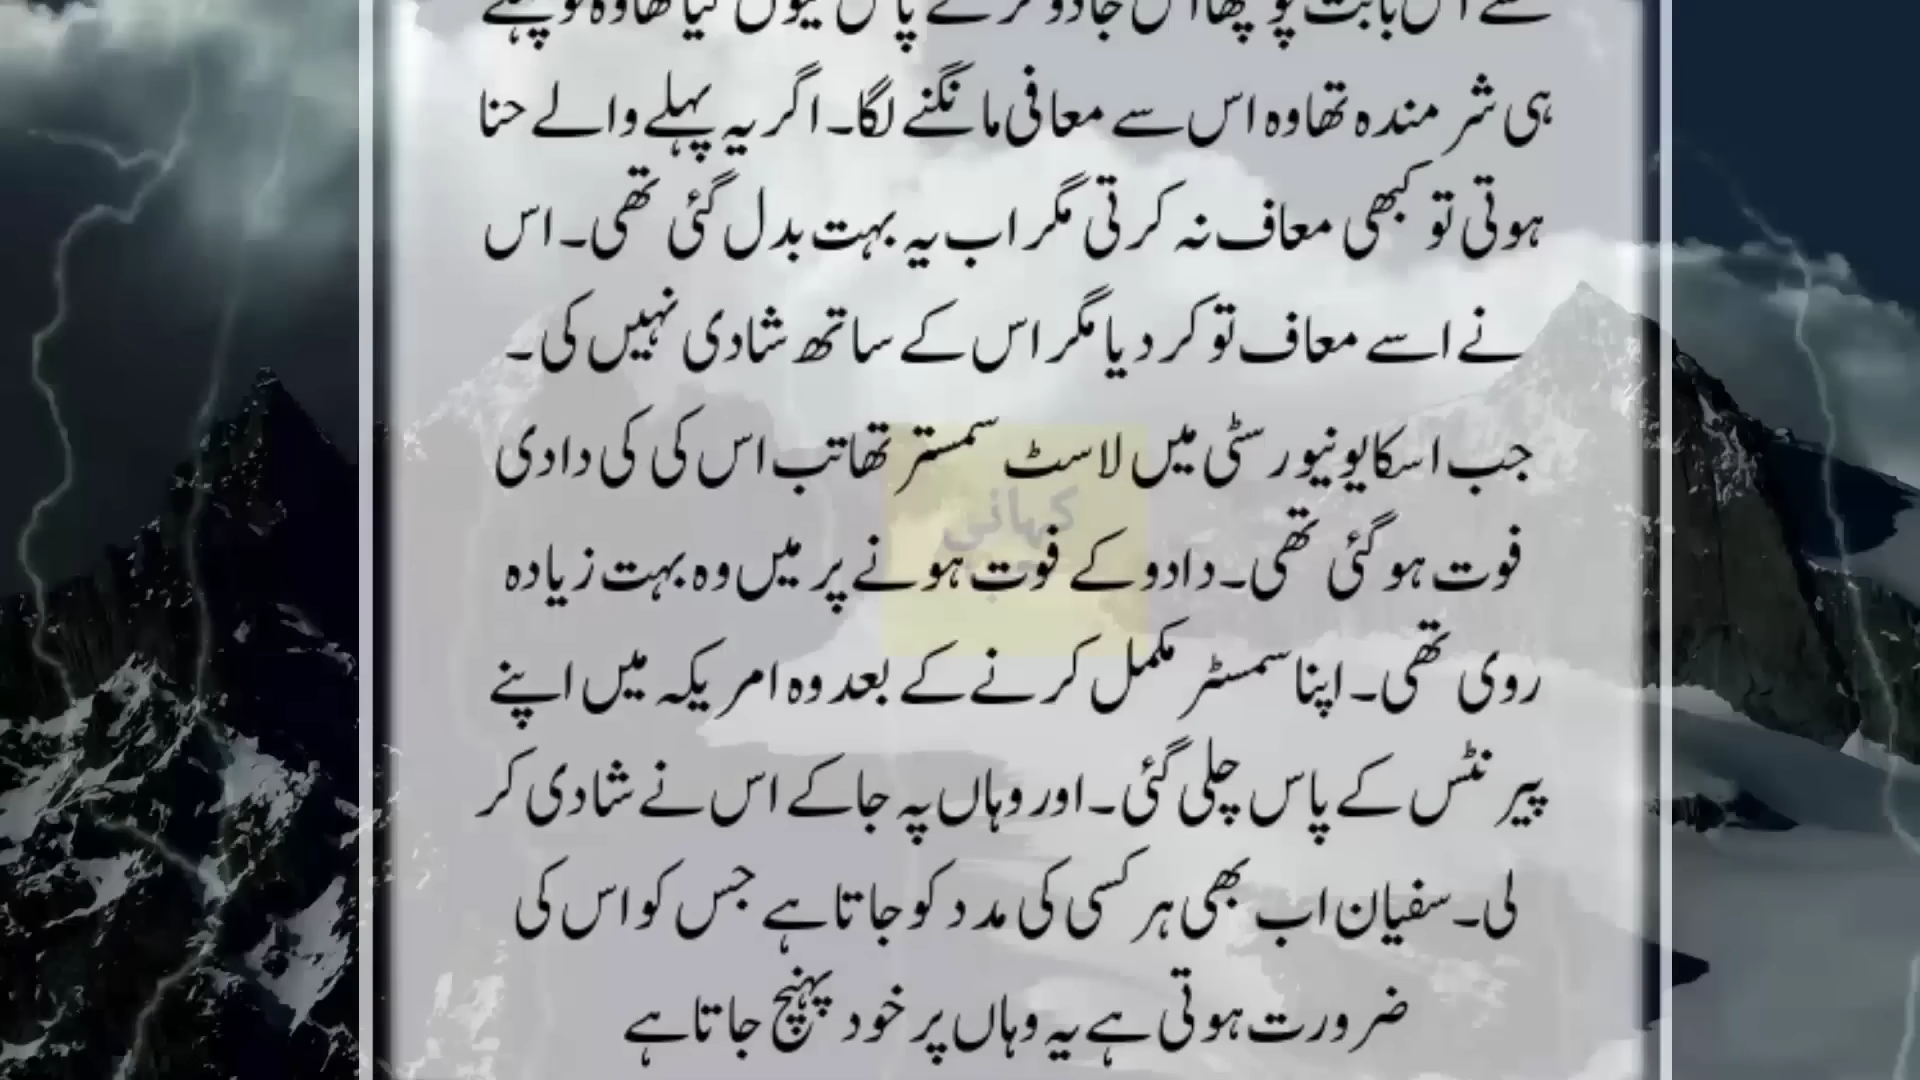 ہی شرمندہ تھا وہ اس سے معافی مانگنے لگا۔ اگر یہ پہلے والے حنا
ہوتی تو کبھی معاف نہ کرتی مگر اب یہ بہت بدل گئی تھی۔ اس
نے اسے معاف تو کر دیا مگر اس کے ساتھ شادی نہیں کی۔
جب اسکا یونیورسٹی میں لاسٹ سمستر تھا تب اس کی کی دادی
کہانی
فوت ہو گئی تھی۔ دادو کے فوت ہونے پر میں وہ بہت زیادہ
روی تھی۔ اپنا سمسٹر مکمل کرنے کے بعد وہ امریکہ میں اپنے
پیرنٹس کے پاس چلی گئی۔ اور وہاں پہ جا کے اس نے شادی کر
لی۔ سفیان اب بھی ہر کسی کی مدد کو جاتا ہے جس کو اس کی
ضرورت ہوتی ہے یہ وہاں پر خود پہنچ جاتا ہے